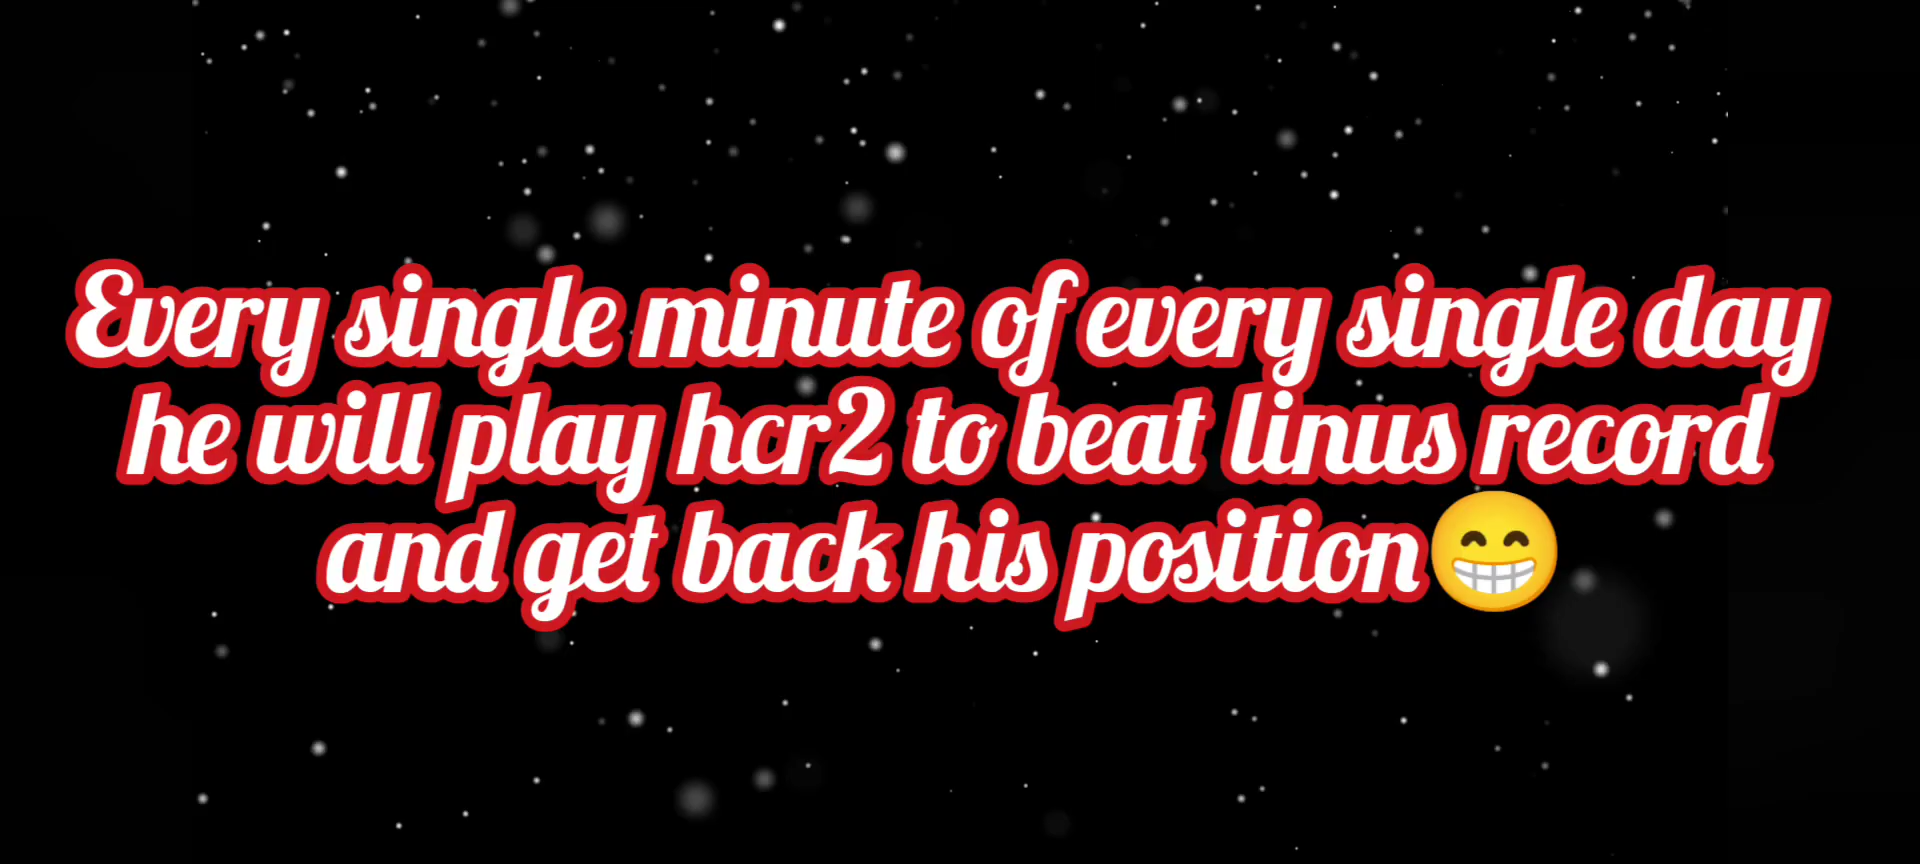 Every single minute of every single day
he will play hcr2 to beat linus record
and get back his position😁